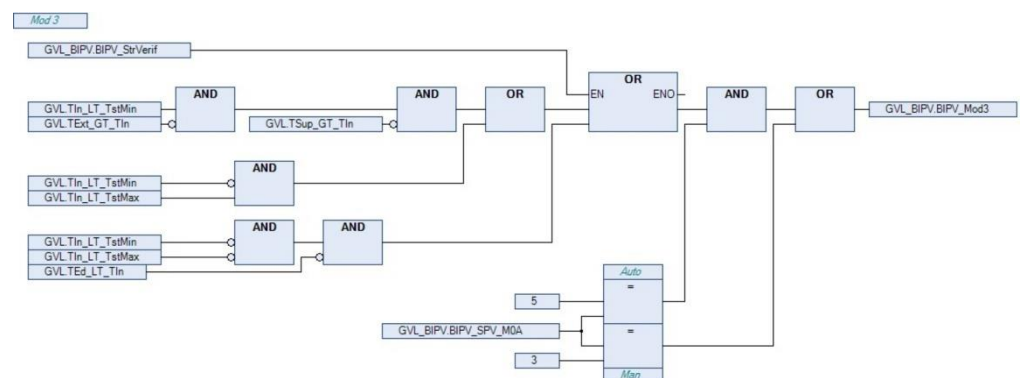 Mod 3
GVL_BIPV.BIPV_StrVerif
OR
EN ENO
AND AND OR AND OR
GVL.TIn_LT_TstMin
GVL_BIPV.BIPV_Mod3
GVL.TExt_GT_TIn
GVL.TSup_GT_TIn
AND
GVL.TIn_LT_TstMin
GVL.TIn_LT_TstMax
AND AND
GVL.TIn_LT_TstMin
GVL.TIn_LT_TstMax
GVL.TEd_LT_TIn
Auto
=
5
GVL_BIPV.BIPV_SPV_M0A
=
3
Man